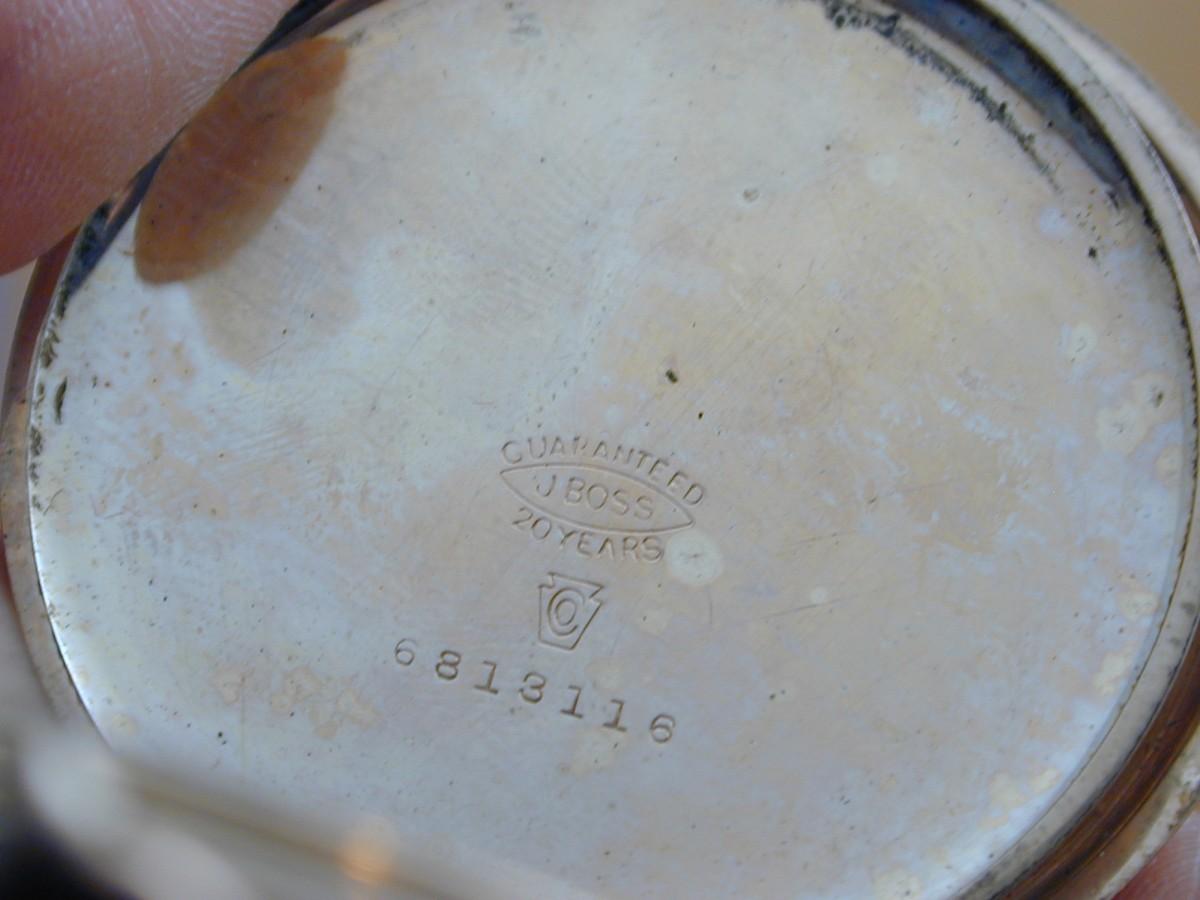 GUARANTEED
J BOSS
20 YEARS
C
6813116